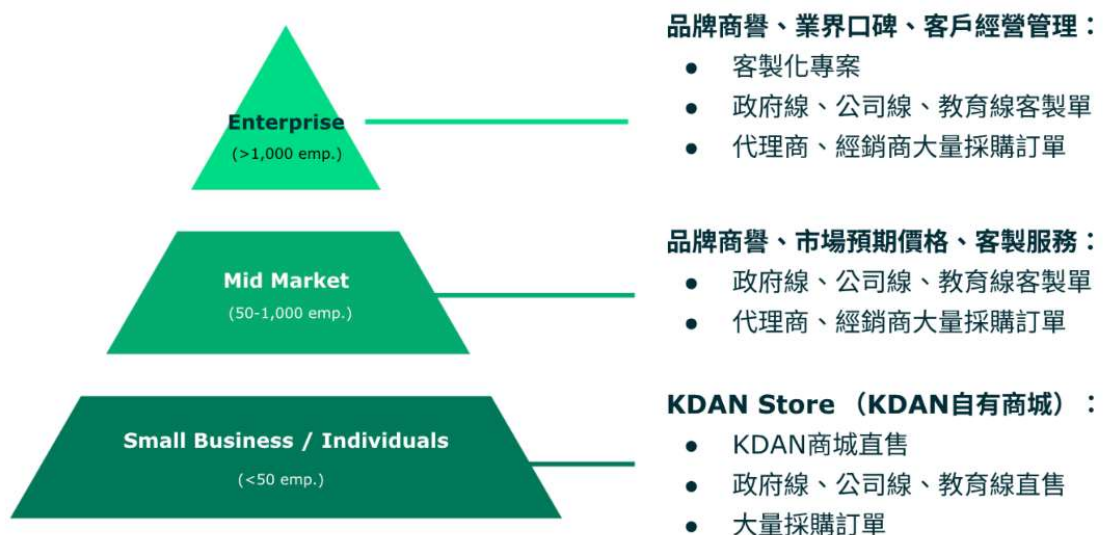 品牌商譽、業界口碑、客戶經營管理：
● 客製化專案
● 政府線、公司線、教育線客製單
● 代理商、經銷商大量採購訂單
Enterprise
(>1,000 emp.)
品牌商譽、市場預期價格、客製服務：
● 政府線、公司線、教育線客製單
● 代理商、經銷商大量採購訂單
Mid Market
(50-1,000 emp.)
KDAN Store （KDAN自有商城）：
● KDAN商城直售
● 政府線、公司線、教育線直售
● 大量採購訂單
Small Business / Individuals
(<50 emp.)